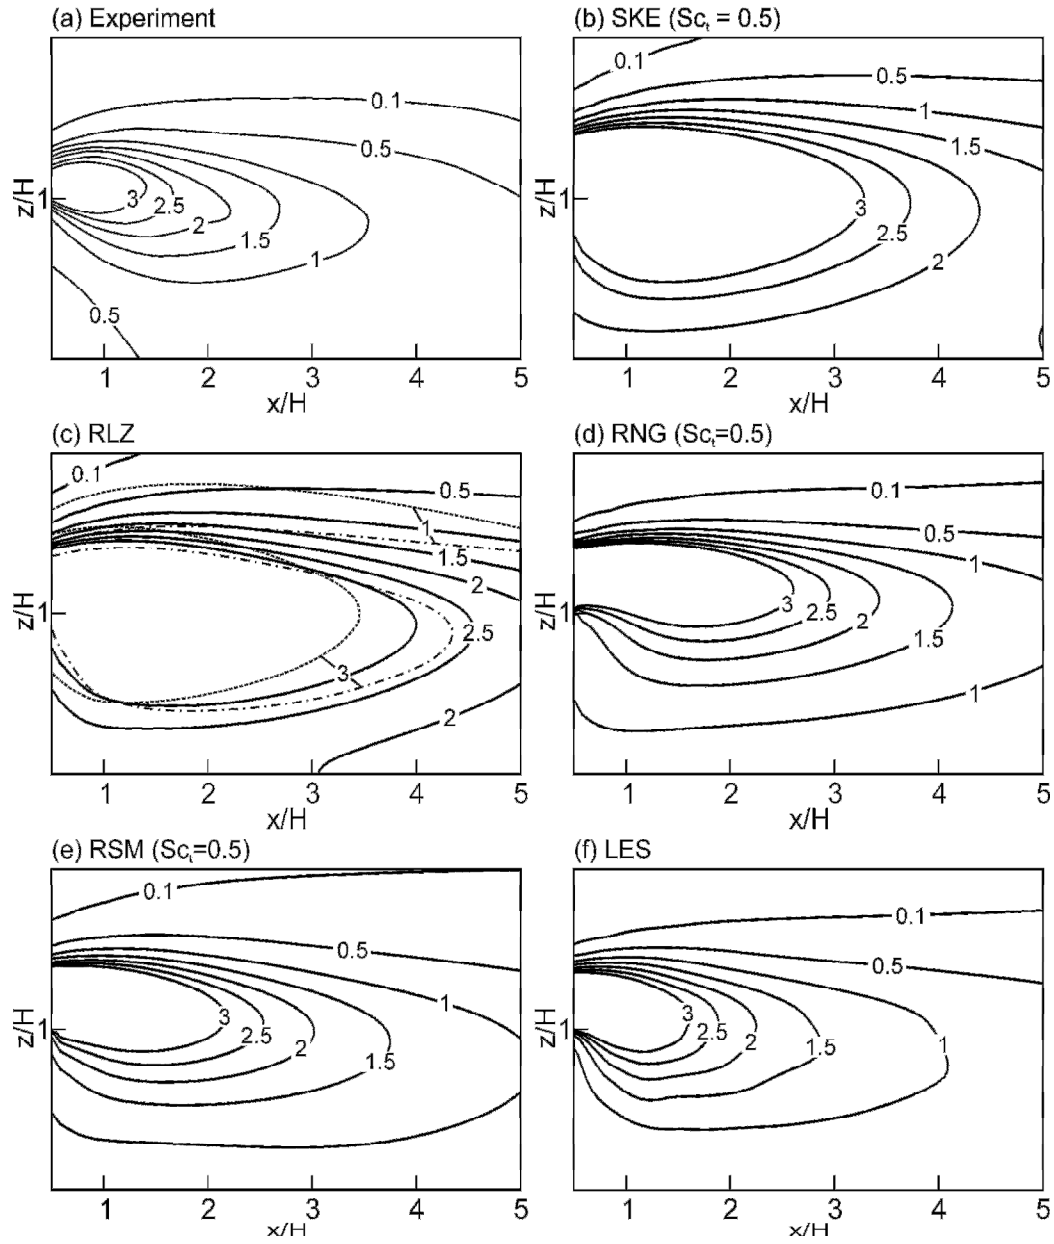 (a) Experiment
0.1
0.5
3
2.5
2
1.5
1
0.5
z/H
1
1 2 3 4 5
x/H
(b) SKE (Scₜ = 0.5)
0.1
0.5
1
1.5
3
2.5
2
z/H
1
1 2 3 4 5
x/H
(c) RLZ
0.1
0.5
1
1.5
2
2.5
3
2
z/H
1
1 2 3 4 5
x/H
(d) RNG (Scₜ=0.5)
0.1
0.5
1
3
2.5
2
1.5
1
z/H
1
1 2 3 4 5
x/H
(e) RSM (Scₜ=0.5)
0.1
0.5
1
3
2.5
2
1.5
z/H
1
1 2 3 4 5
x/H
(f) LES
0.1
0.5
3
2.5
2
1.5
1
z/H
1
1 2 3 4 5
x/H